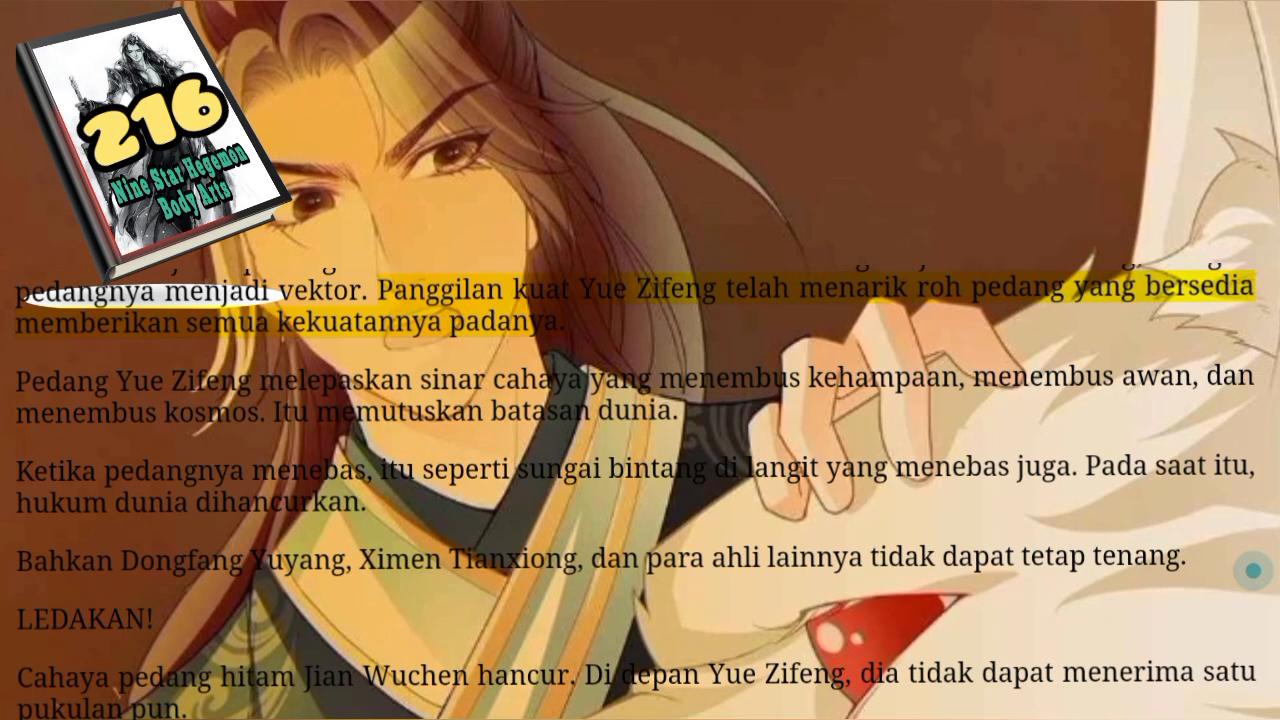 216
Nine Star Hegemon
Body Arts
pedangnya menjadi vektor. Panggilan kuat Yue Zifeng telah menarik roh pedang yang bersedia
memberikan semua kekuatannya padanya.
Pedang Yue Zifeng melepaskan sinar cahaya yang menembus kehampaan, menembus awan, dan
menembus kosmos. Itu memutuskan batasan dunia.
Ketika pedangnya menebas, itu seperti sungai bintang di langit yang menebas juga. Pada saat itu,
hukum dunia dihancurkan.
Bahkan Dongfang Yuyang, Ximen Tianxiong, dan para ahli lainnya tidak dapat tetap tenang.
LEDAKAN!
Cahaya pedang hitam Jian Wuchen hancur. Di depan Yue Zifeng, dia tidak dapat menerima satu
pukulan pun.